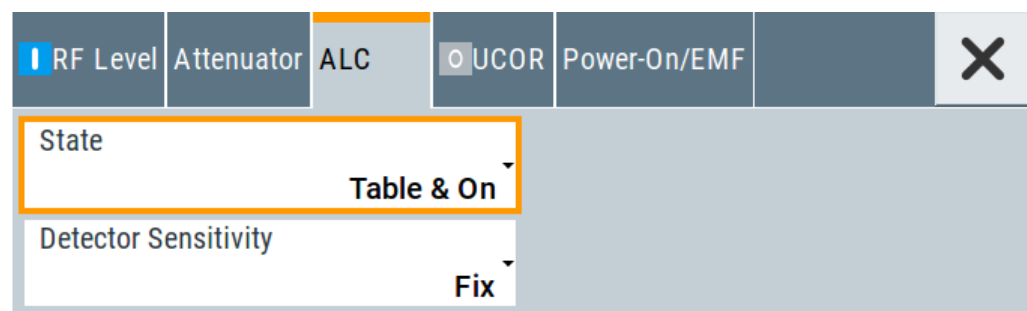 I RF Level Attenuator ALC O UCOR Power-On/EMF
State
Table & On
Detector Sensitivity
Fix